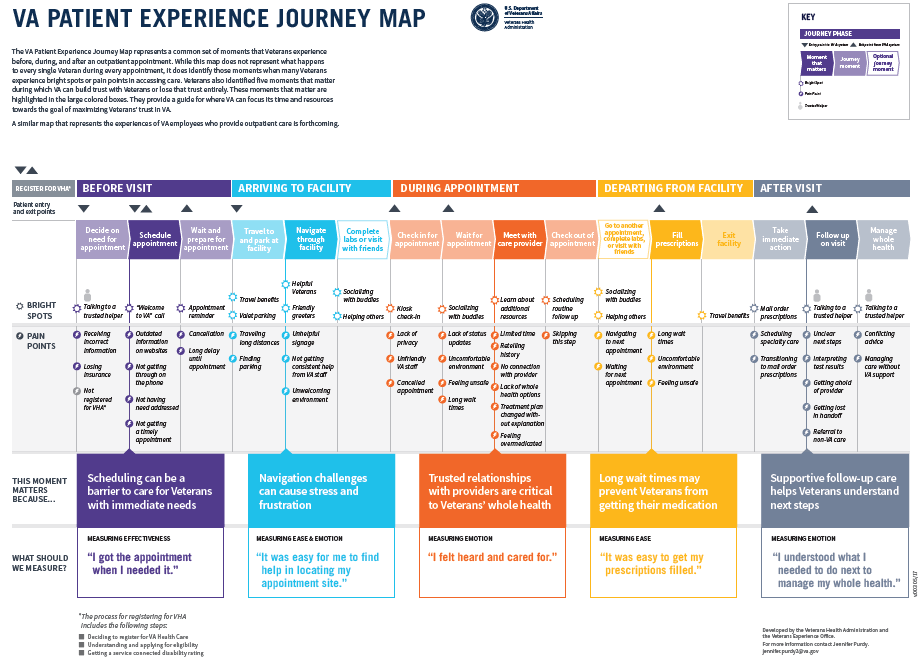 VA PATIENT EXPERIENCE JOURNEY MAP
U.S. Department
of Veterans Affairs
Veterans Health
Administration
The VA Patient Experience Journey Map represents a common set of moments that Veterans experience
before, during, and after an outpatient appointment. While this map does not represent what happens
to every single Veteran during every appointment, it does identify those moments when many Veterans
experience bright spots or pain points in accessing care. Veterans also identified five moments that matter
during which VA can build trust with Veterans or lose that trust entirely. These moments that matter are
highlighted in the large colored boxes. They provide a guide for where VA can focus its time and resources
towards the goal of maximizing Veterans' trust in VA.
A similar map that represents the experiences of VA employees who provide outpatient care is forthcoming.
KEY
JOURNEY PHASE
Moment
that
matters
Journey
moment
Optional
journey
moment
Bright Spot
Pain Point
Trusted Helper
REGISTER FOR VHA*
BEFORE VISIT
ARRIVING TO FACILITY
DURING APPOINTMENT
DEPARTING FROM FACILITY
AFTER VISIT
Patient entry
and exit points
Decide on
need for
appointment
Schedule
appointment
Wait and
prepare for
appointment
Travel to
and park at
facility
Navigate
through
facility
Complete
labs or visit
with friends
Check in for
appointment
Wait for
appointment
Meet with
care provider
Check out of
appointment
Go to another
appointment,
complete labs,
or visit with
friends
Fill
prescriptions
Exit
facility
Take
immediate
action
Follow up
on visit
Manage
whole
health
BRIGHT
SPOTS
Talking to a
trusted helper
"Welcome
to VA" call
Appointment
reminder
Travel benefits
Valet parking
Helpful
Veterans
Friendly
greeters
Socializing
with buddies
Helping others
Kiosk
check-in
Socializing
with buddies
Learn about
additional
resources
Scheduling
routine
follow up
Socializing
with buddies
Helping others
Travel benefits
Mail order
prescriptions
Talking to a
trusted helper
Talking to a
trusted helper
PAIN
POINTS
Receiving
incorrect
information
Losing
insurance
Not
registered
for VHA*
Outdated
information
on websites
Not getting
through on
the phone
Not having
need addressed
Not getting
a timely
appointment
Cancellation
Long delay
until
appointment
Traveling
long distances
Finding
parking
Unhelpful
signage
Not getting
consistent help
from VA staff
Unwelcoming
environment
Lack of
privacy
Unfriendly
VA staff
Cancelled
appointment
Lack of status
updates
Uncomfortable
environment
Feeling unsafe
Long wait
times
Limited time
Retelling
history
No connection
with provider
Lack of whole
health options
Treatment plan
changed with-
out explanation
Feeling
overmedicated
Skipping
this step
Navigating
to next
appointment
Waiting
for next
appointment
Long wait
times
Uncomfortable
environment
Feeling unsafe
Scheduling
specialty care
Transitioning
to mail order
prescriptions
Unclear
next steps
Interpreting
test results
Getting ahold
of provider
Getting lost
in handoff
Referral to
non-VA care
Conflicting
advice
Managing
care without
VA support
THIS MOMENT
MATTERS
BECAUSE...
Scheduling can be a
barrier to care for Veterans
with immediate needs
Navigation challenges
can cause stress and
frustration
Trusted relationships
with providers are critical
to Veterans' whole health
Long wait times may
prevent Veterans from
getting their medication
Supportive follow-up care
helps Veterans understand
next steps
WHAT SHOULD
WE MEASURE?
MEASURING EFFECTIVENESS
"I got the appointment
when I needed it."
MEASURING EASE & EMOTION
"It was easy for me to find
help in locating my
appointment site."
MEASURING EMOTION
"I felt heard and cared for."
MEASURING EASE
"It was easy to get my
prescriptions filled."
MEASURING EMOTION
"I understood what I
needed to do next to
manage my whole health."
*The process for registering for VHA
includes the following steps:
Deciding to register for VA Health Care
Understanding and applying for eligibility
Getting a service connected disability rating
Developed by the Veterans Health Administration and
the Veterans Experience Office.
For more information contact Jennifer Purdy,
jennifer.purdy2@va.gov